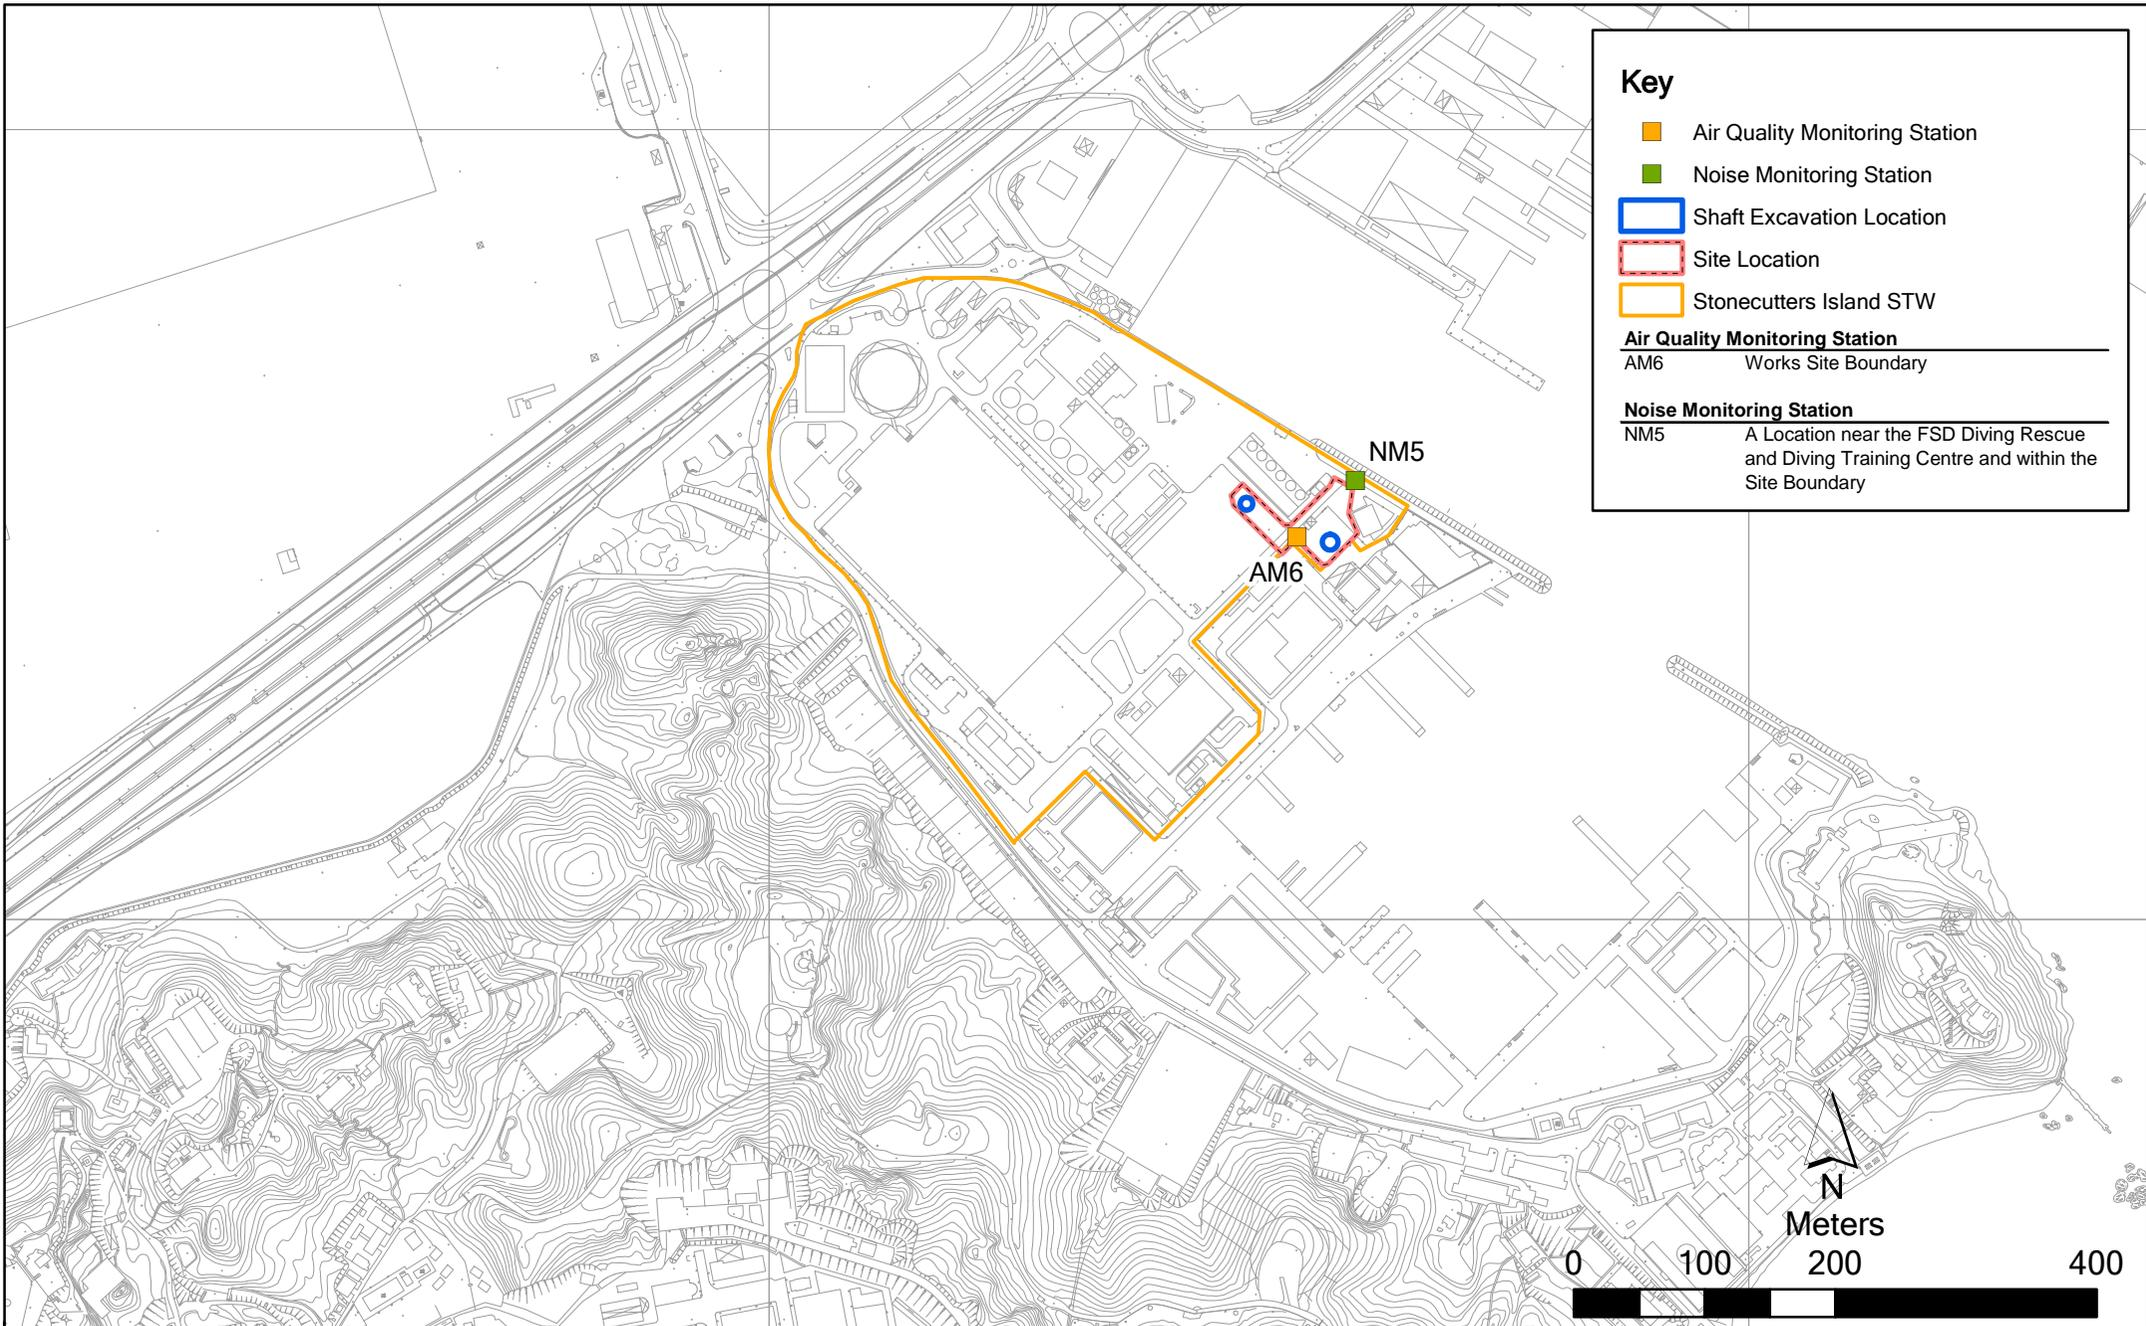 Key
Air Quality Monitoring Station
Noise Monitoring Station
Shaft Excavation Location
Site Location
Stonecutters Island STW
Air Quality Monitoring Station
AM6 Works Site Boundary
Noise Monitoring Station
NM5 A Location near the FSD Diving Rescue
and Diving Training Centre and within the
Site Boundary
NM5
AM6
N
Meters
0 100 200 400